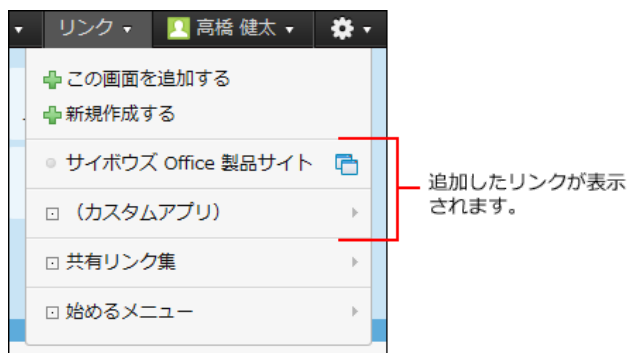 リンク 高橋 健太
この画面を追加する
新規作成する
サイボウズ Office 製品サイト
(カスタムアプリ)
共有リンク集
始めるメニュー
追加したリンクが表示
されます。